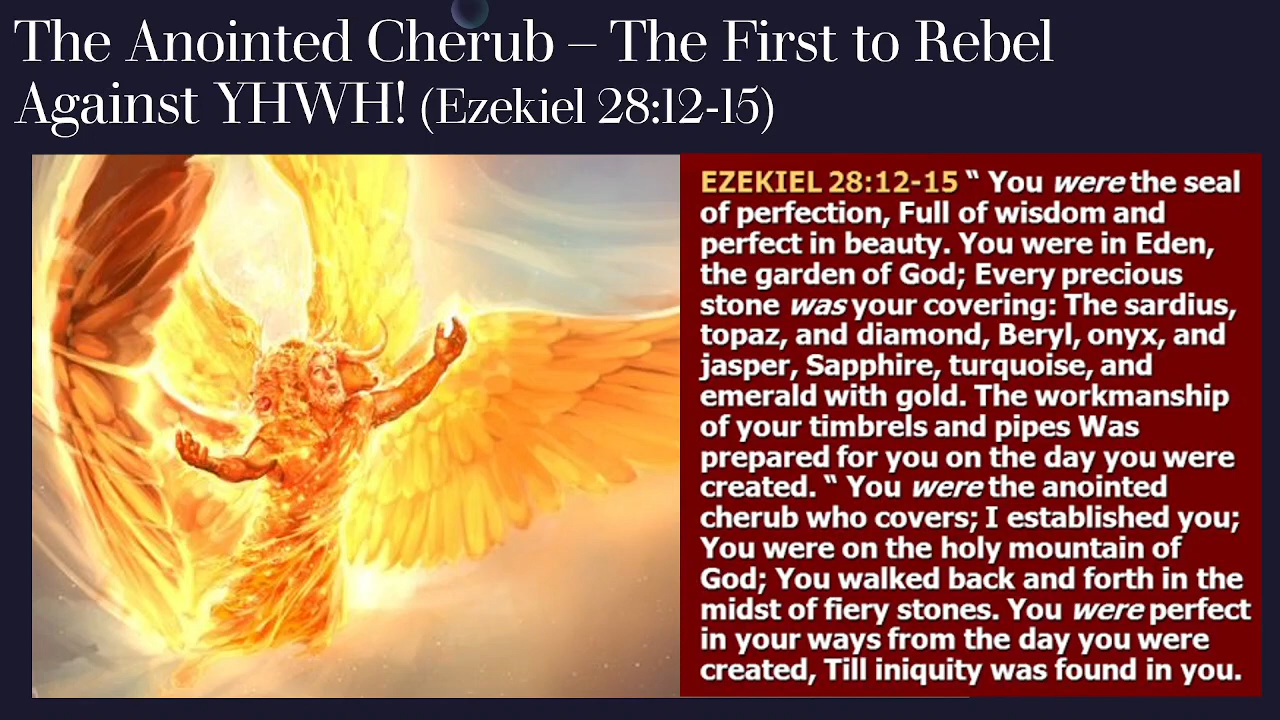 The Anointed Cherub – The First to Rebel
Against YHWH! (Ezekiel 28:12-15)
EZEKIEL 28:12-15 “ You were the seal
of perfection, Full of wisdom and
perfect in beauty. You were in Eden,
the garden of God; Every precious
stone was your covering: The sardius,
topaz, and diamond, Beryl, onyx, and
jasper, Sapphire, turquoise, and
emerald with gold. The workmanship
of your timbrels and pipes Was
prepared for you on the day you were
created. “ You were the anointed
cherub who covers; I established you;
You were on the holy mountain of
God; You walked back and forth in the
midst of fiery stones. You were perfect
in your ways from the day you were
created, Till iniquity was found in you.